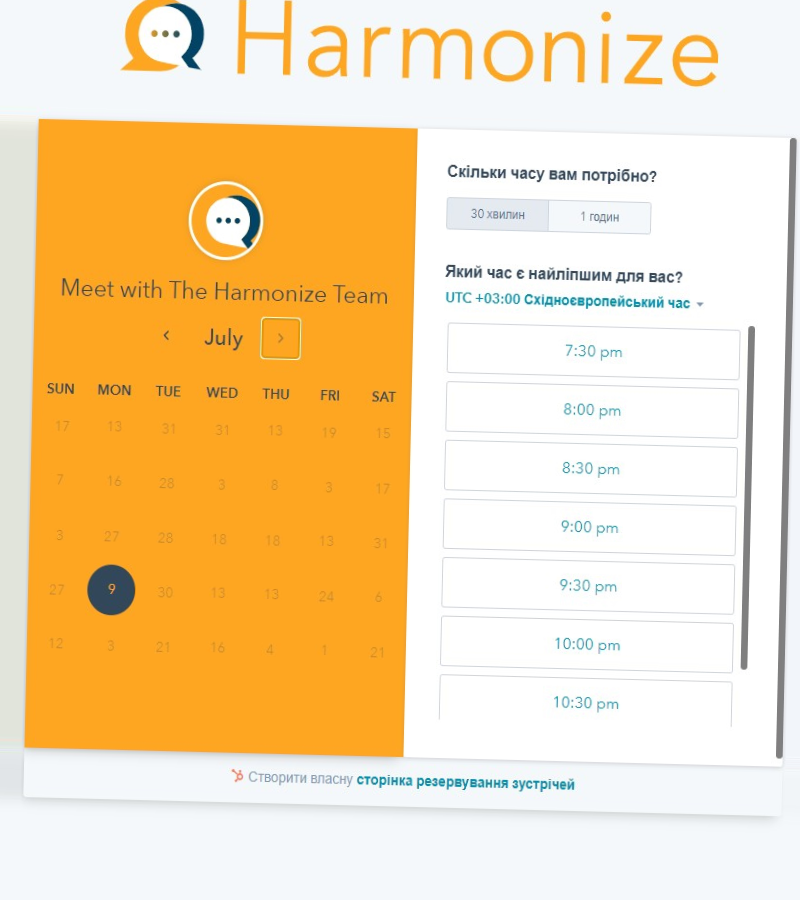 Harmonize
Meet with The Harmonize Team
July
SUN MON TUE WED THU FRI SAT
17 13 31 31 13 19 15
7 16 28 3 8 3 17
3 27 28 18 18 13 31
27 9 30 13 13 24 6
12 3 21 16 4 1 21
Скільки часу вам потрібно?
30 хвилин 1 годин
Який час є найліпшим для вас?
UTC +03:00 Східноєвропейський час
7:30 pm
8:00 pm
8:30 pm
9:00 pm
9:30 pm
10:00 pm
10:30 pm
Створити власну сторінка резервування зустрічей